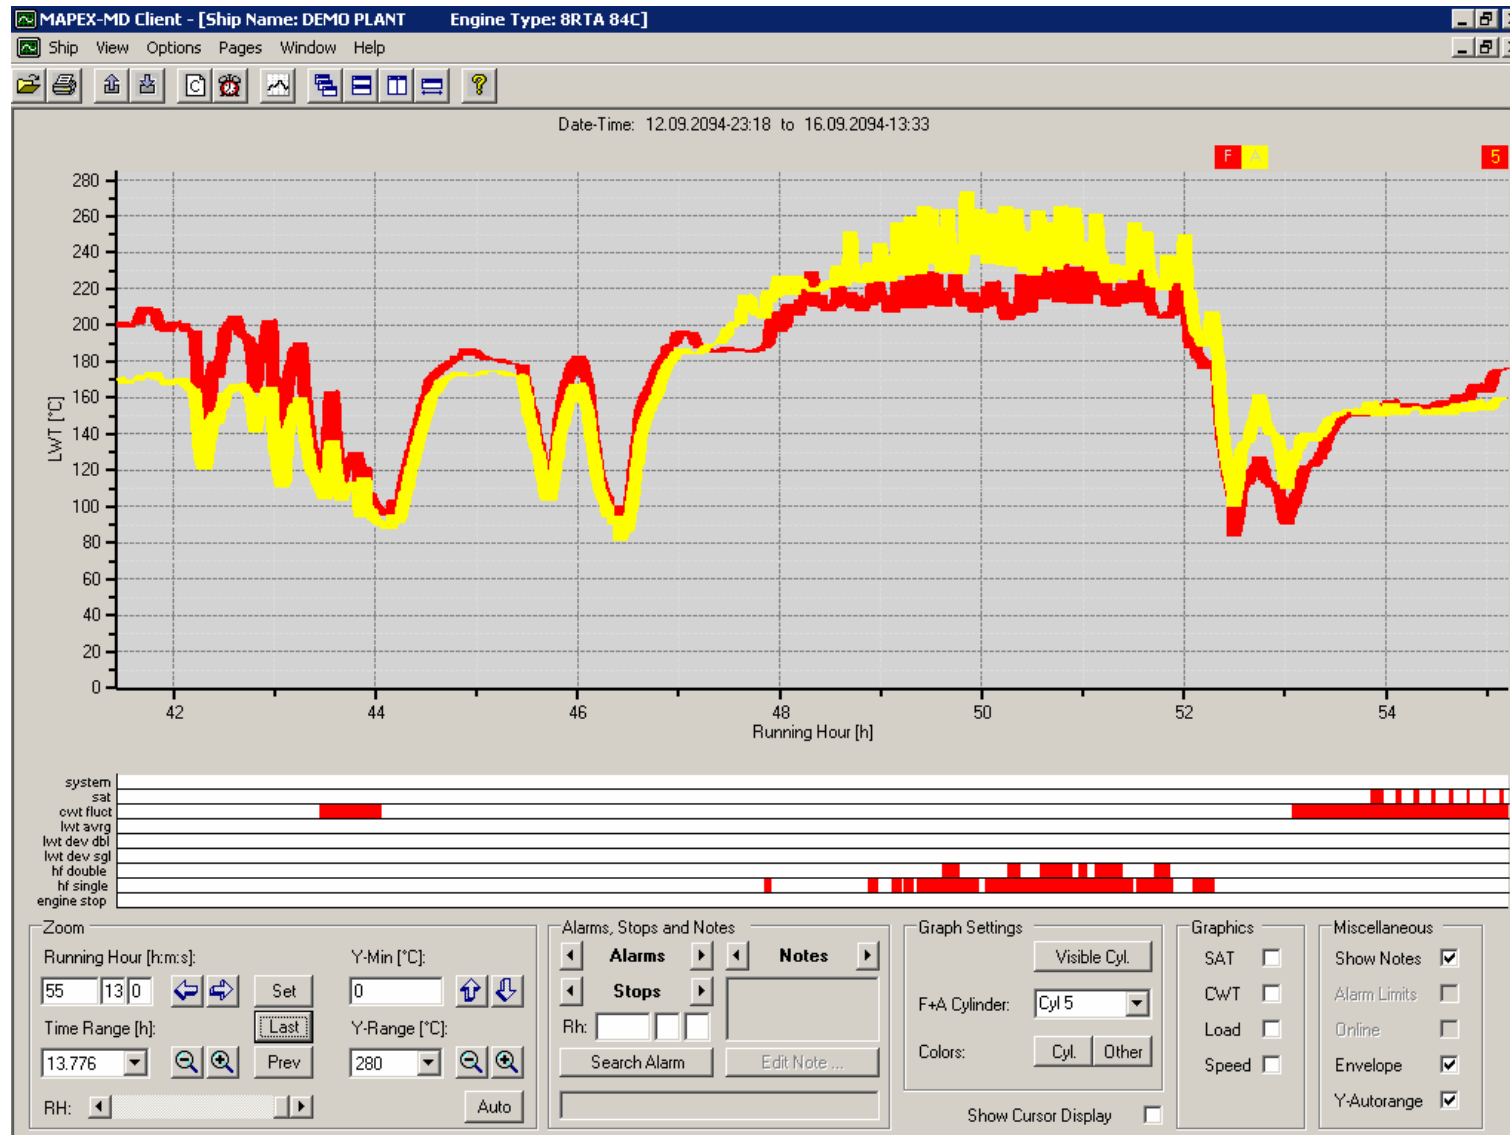 MAPEX-MD Client - [Ship Name: DEMO PLANT Engine Type: 8RTA 84C]
Ship View Options Pages Window Help
Date-Time: 12.09.2094-23:18 to 16.09.2094-13:33
F A 5
280
260
240
220
200
180
160
140
120
100
80
60
40
20
0
LWT [°C]
42 44 46 48 50 52 54
Running Hour [h]
system
sat
cwt fluct
lwt avrg
lwt dev dbl
lwt dev sgl
hf double
hf single
engine stop
Zoom
Running Hour [h:m:s]: Y-Min [°C]:
55 13 0 Set 0
Time Range [h]: Last Y-Range [°C]:
13.776 Prev 280
RH: Auto
Alarms, Stops and Notes
Alarms Notes
Stops
Rh:
Search Alarm Edit Note ...
Graph Settings
Visible Cyl.
F+A Cylinder: Cyl 5
Colors: Cyl. Other
Show Cursor Display
Graphics
SAT
CWT
Load
Speed
Miscellaneous
Show Notes
Alarm Limits
Online
Envelope
Y-Autorange